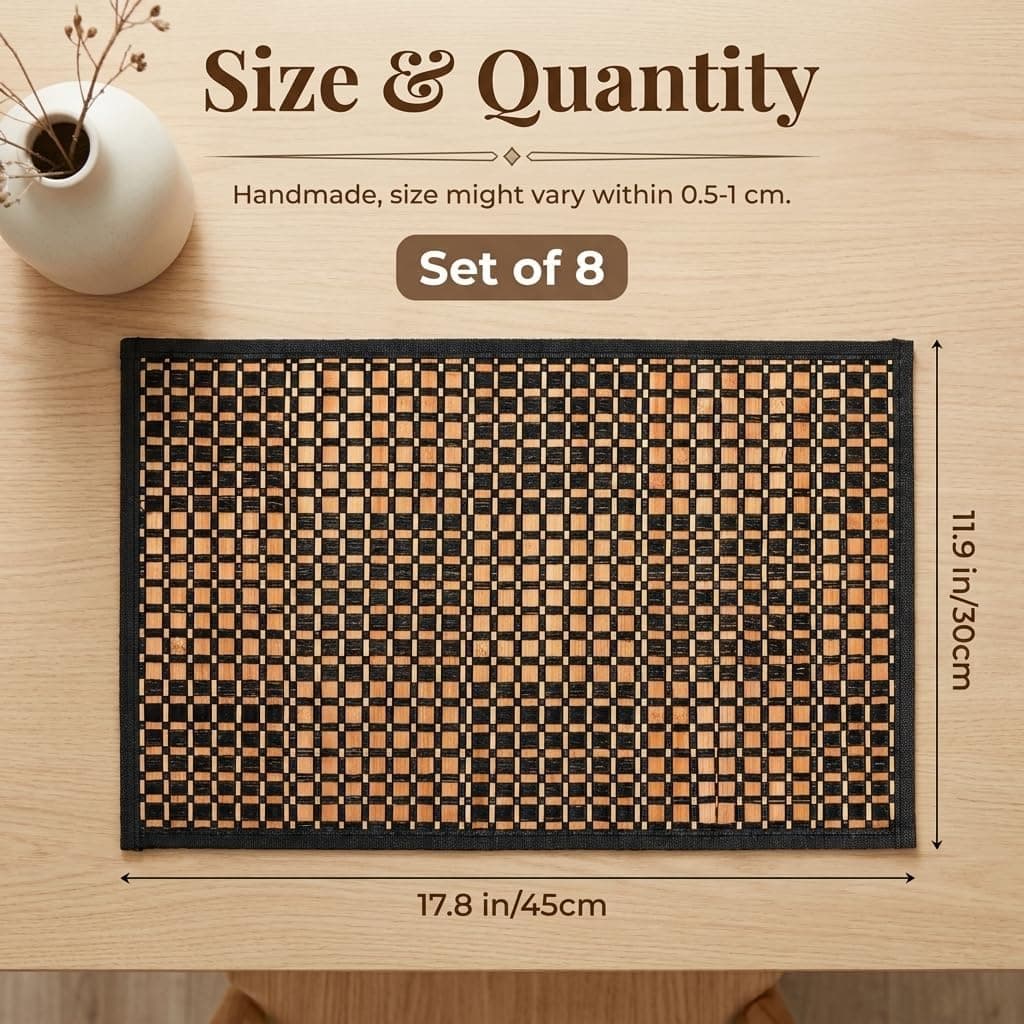 Size & Quantity
Handmade, size might vary within 0.5-1 cm.
Set of 8
11.9 in/30cm
17.8 in/45cm